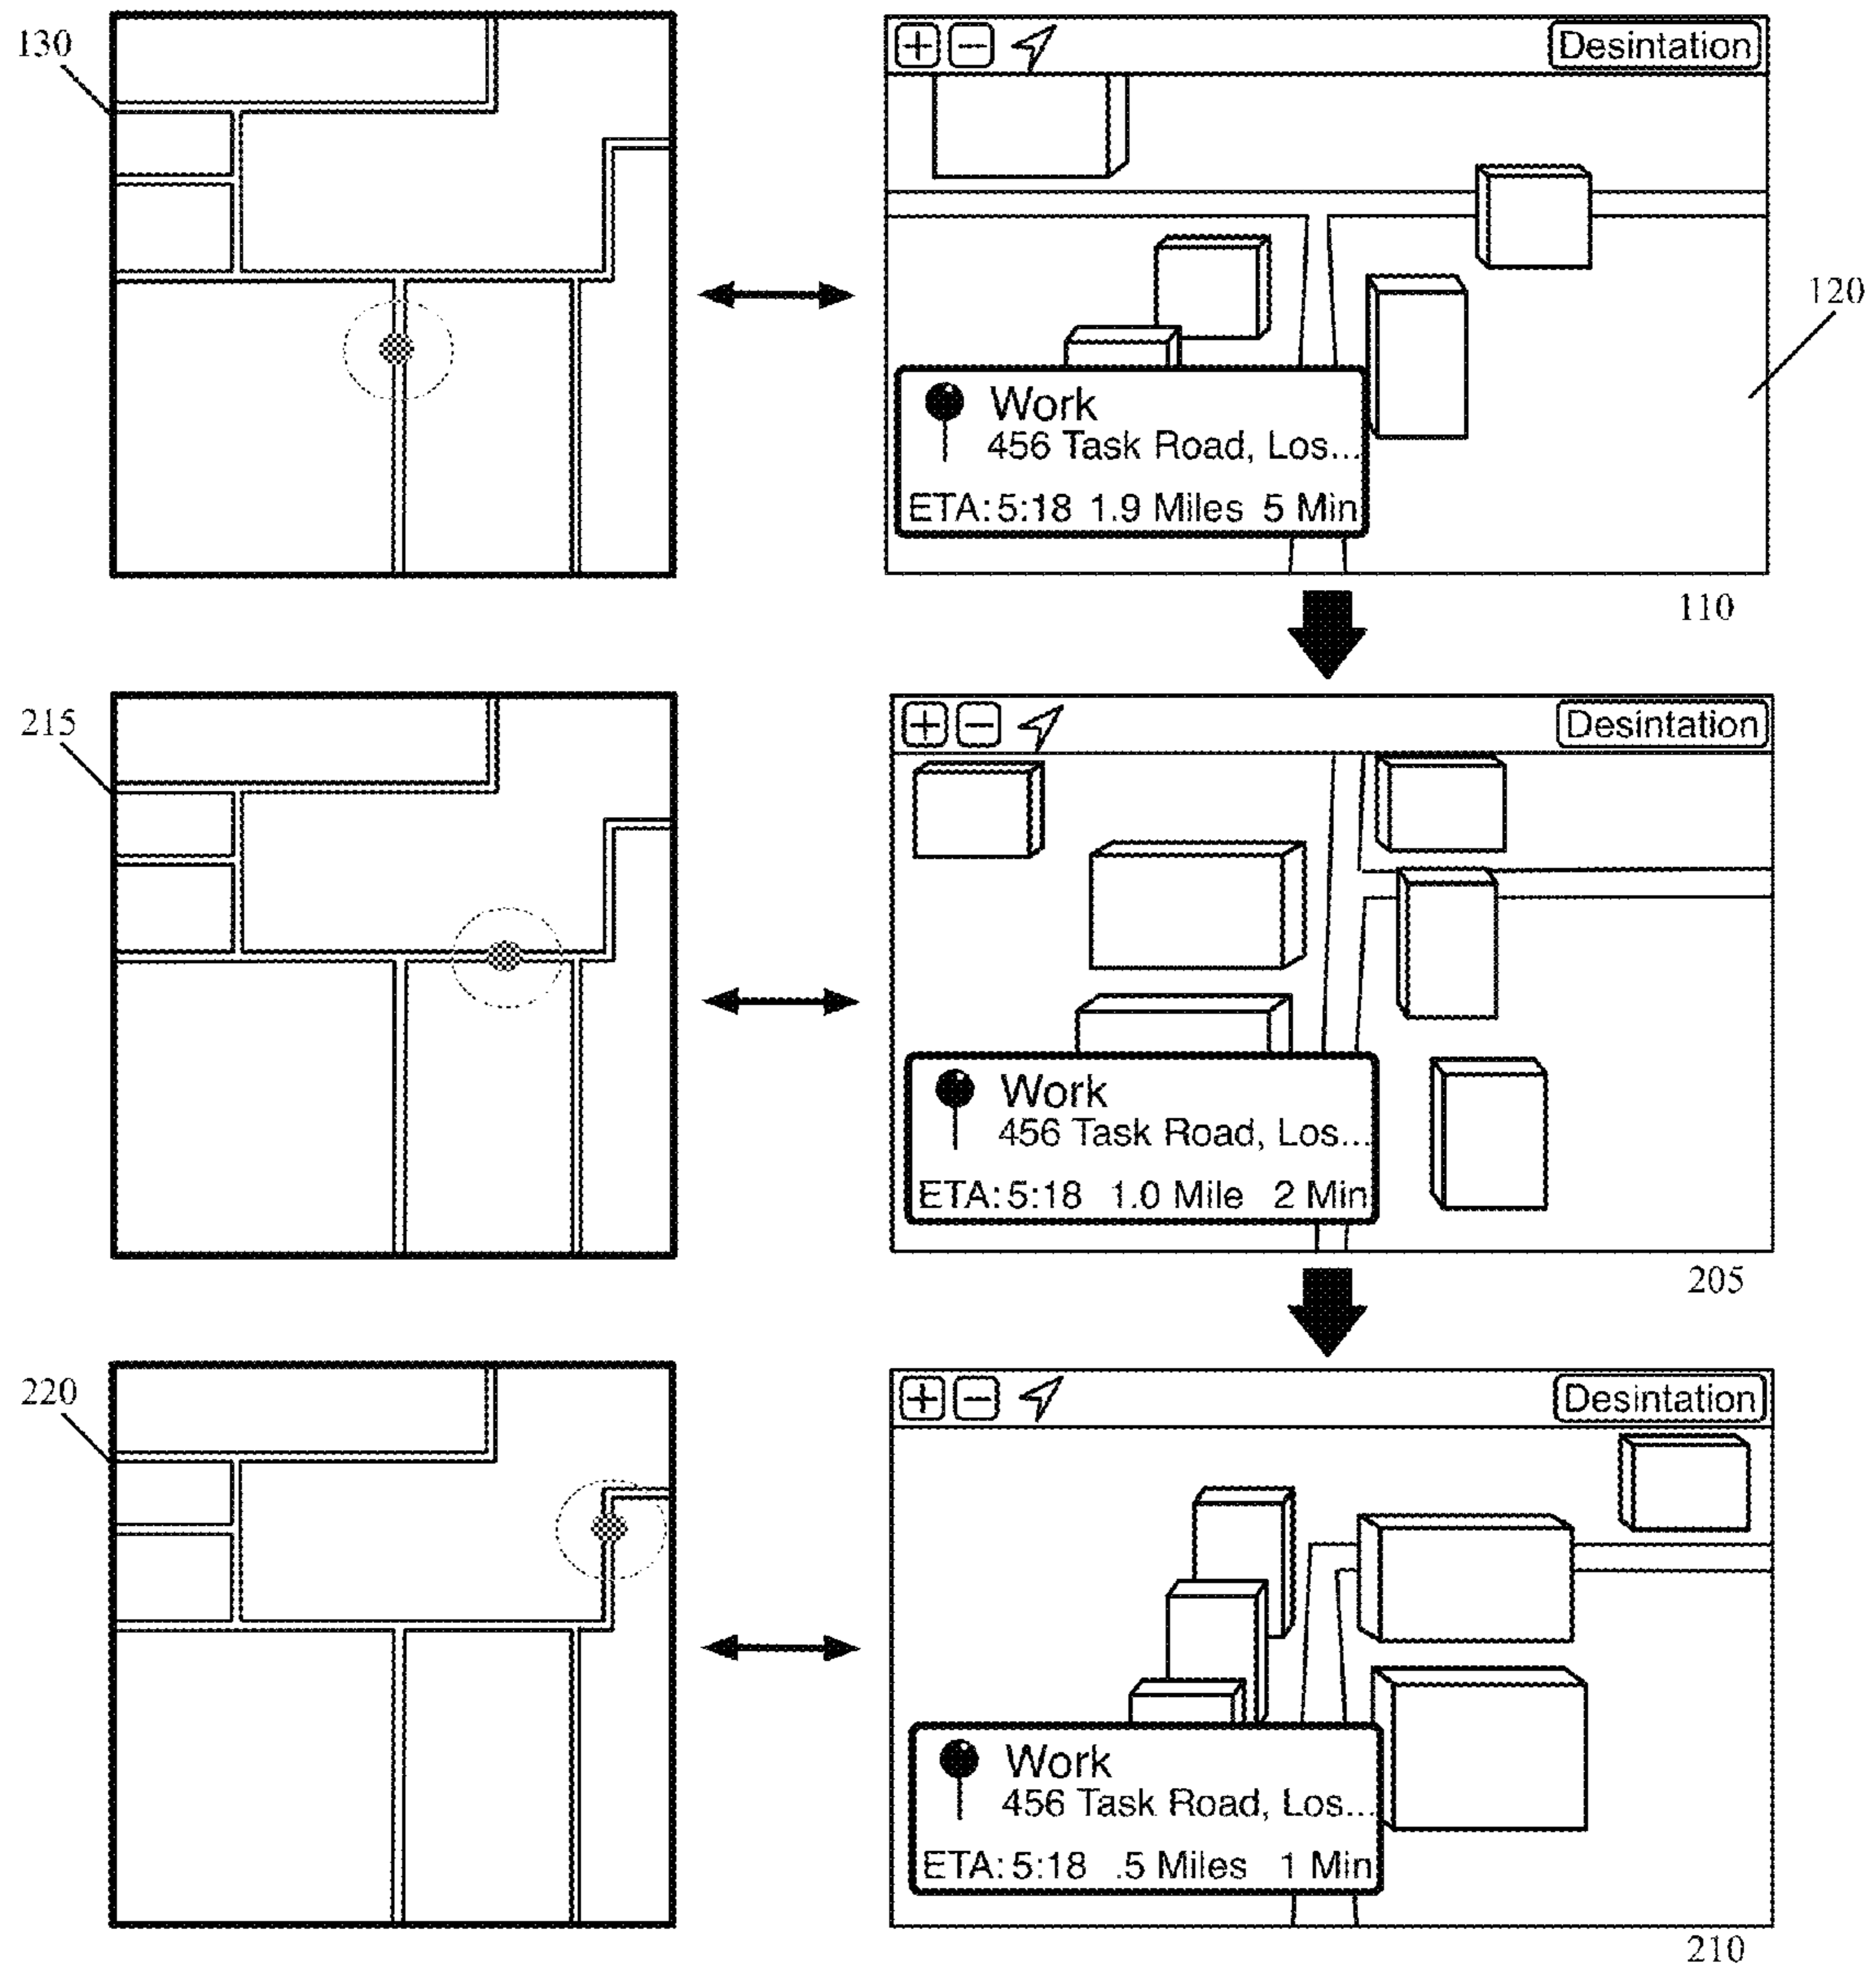 130
Desintation
120
Work
456 Task Road, Los...
ETA: 5:18 1.9 Miles 5 Min
110
215
Desintation
Work
456 Task Road, Los...
ETA: 5:18 1.0 Mile 2 Min
205
220
Desintation
Work
456 Task Road, Los...
ETA: 5:18 .5 Miles 1 Min
210